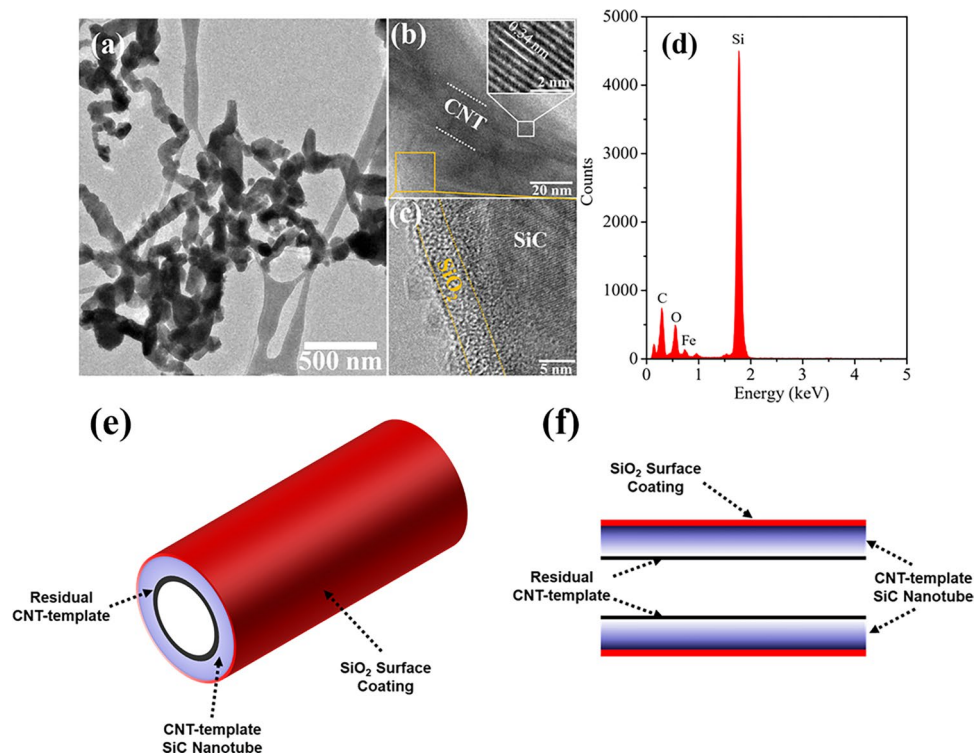 (a)
500 nm
(b)
0.34 nm
2 nm
CNT
20 nm
(c)
SiO₂
SiC
5 nm
(d)
5000
4000
3000
2000
1000
0
Counts
Si
C
O
Fe
0
1
2
3
4
5
Energy (keV)
(e)
Residual
CNT-template
SiO₂ Surface
Coating
CNT-template
SiC Nanotube
(f)
SiO₂ Surface
Coating
Residual
CNT-template
CNT-template
SiC Nanotube